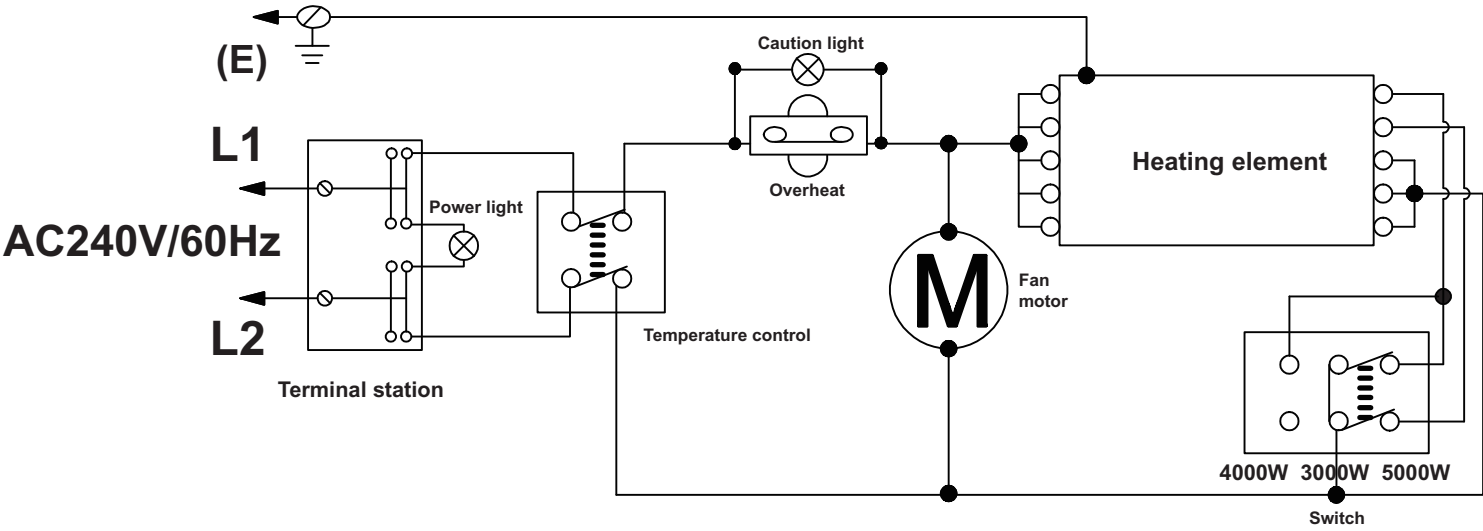 (E)
Caution light
L1
Heating element
Overheat
Power light
AC240V/60Hz
M
Fan
motor
L2
Temperature control
Terminal station
4000W 3000W 5000W
Switch